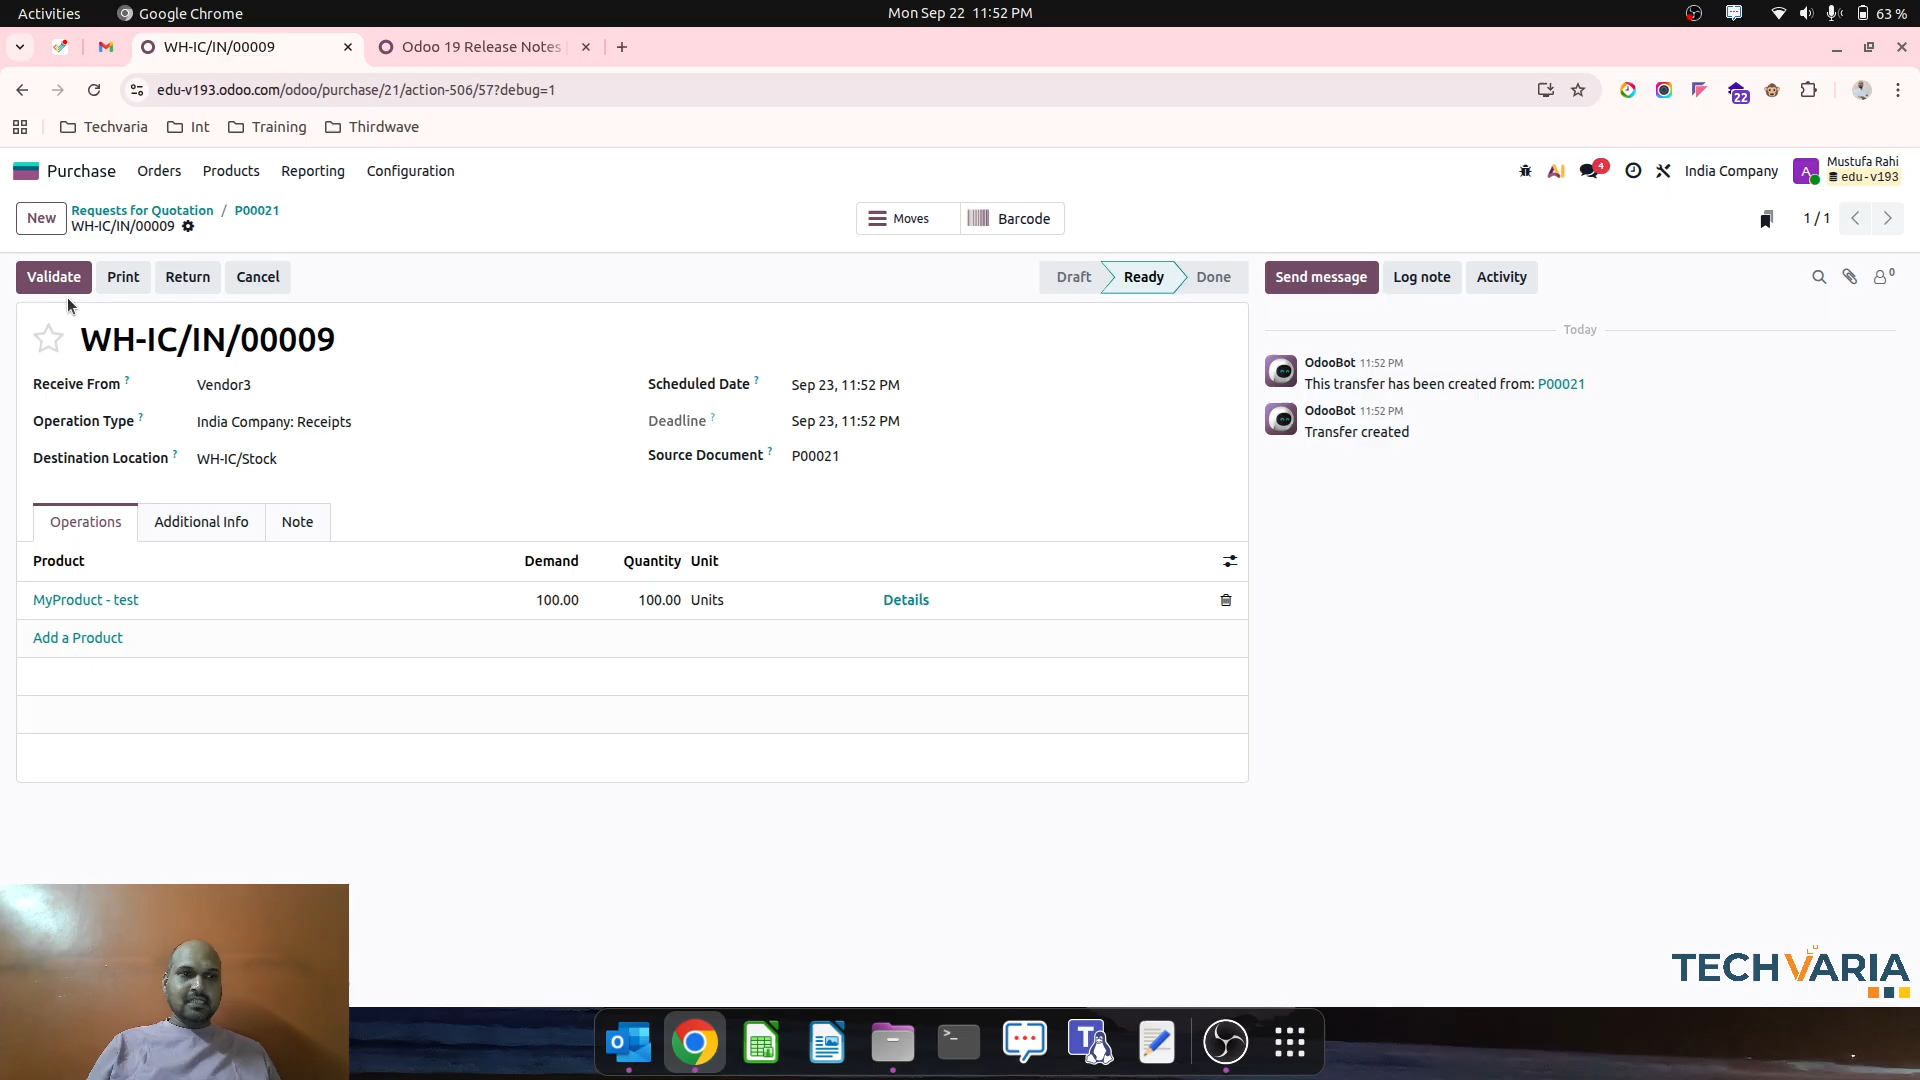 Activities
Google Chrome
Mon Sep 22 11:52 PM
63 %
WH-IC/IN/00009
Odoo 19 Release Notes
edu-v193.odoo.com/odoo/purchase/21/action-506/57?debug=1
22
Techvaria
Int
Training
Thirdwave
Purchase
Orders
Products
Reporting
Configuration
AI
4
India Company
A
Mustufa Rahi
edu-v193
New
Requests for Quotation / P00021
WH-IC/IN/00009
Moves
Barcode
1 / 1
Validate
Print
Return
Cancel
Draft
Ready
Done
Send message
Log note
Activity
0
WH-IC/IN/00009
Today
Receive From ?
Vendor3
Scheduled Date ?
Sep 23, 11:52 PM
OdooBot 11:52 PM
This transfer has been created from: P00021
Operation Type ?
India Company: Receipts
Deadline ?
Sep 23, 11:52 PM
OdooBot 11:52 PM
Transfer created
Destination Location ?
WH-IC/Stock
Source Document ?
P00021
Operations
Additional Info
Note
Product
Demand
Quantity
Unit
MyProduct - test
100.00
100.00
Units
Details
Add a Product
TECHVARIA